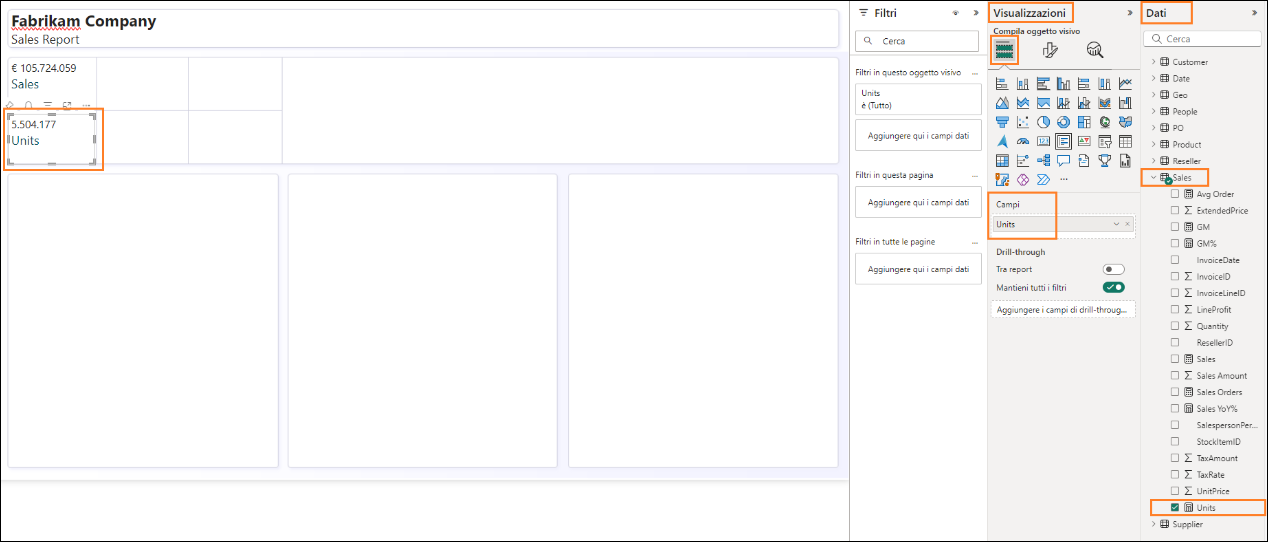 Fabrikam Company
Sales Report
€ 105.724.059
Sales
5.504.177
Units
Filtri
Cerca
Filtri in questo oggetto visivo
Units
è (Tutto)
Aggiungere qui i campi dati
Filtri in questa pagina
Aggiungere qui i campi dati
Filtri in tutte le pagine
Aggiungere qui i campi dati
Visualizzazioni
Compila oggetto visivo
123
Campi
Units
Drill-through
Tra report
Mantieni tutti i filtri
Aggiungere i campi di drill-throug...
Dati
Cerca
Customer
Date
Geo
People
PO
Product
Reseller
Sales
Avg Order
ExtendedPrice
GM
GM%
InvoiceDate
InvoiceID
InvoiceLineID
LineProfit
Quantity
ResellerID
Sales
Sales Amount
Sales Orders
Sales YoY%
SalespersonPer...
StockItemID
TaxAmount
TaxRate
UnitPrice
Units
Supplier